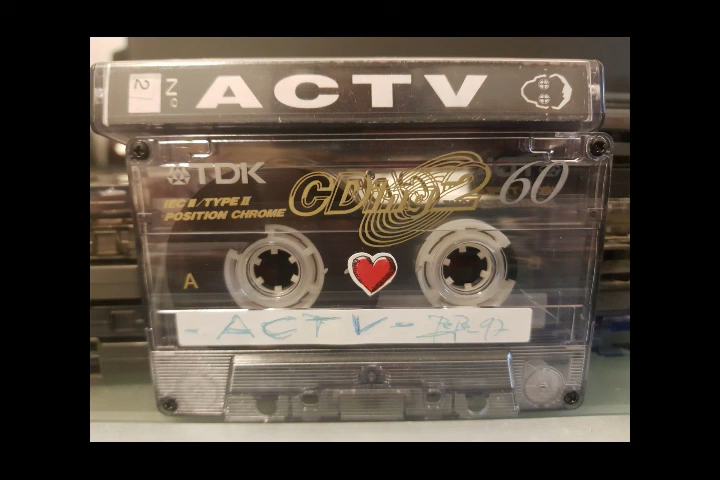 2/ Nº ACTV
TDK CDing2 60
IEC II/TYPE II
POSITION CHROME
A
- ACTV -